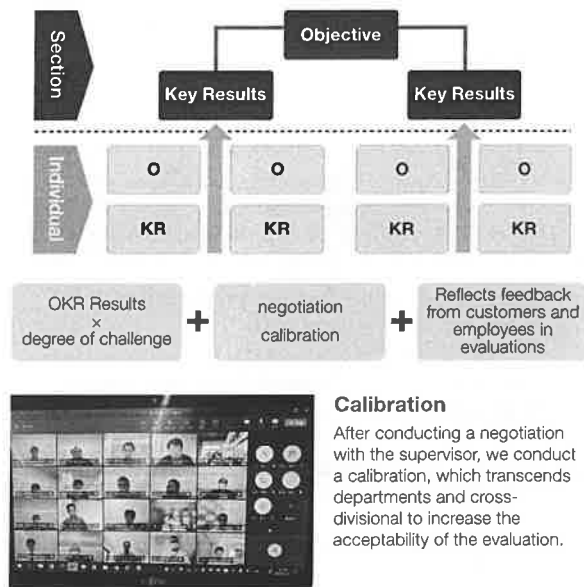 Section
Objective
Key Results
Key Results
Individual
O
O
O
O
KR
KR
KR
KR
OKR Results
×
degree of challenge
+
negotiation
calibration
+
Reflects feedback
from customers and
employees in
evaluations
Calibration
After conducting a negotiation
with the supervisor, we conduct
a calibration, which transcends
departments and cross-
divisional to increase the
acceptability of the evaluation.